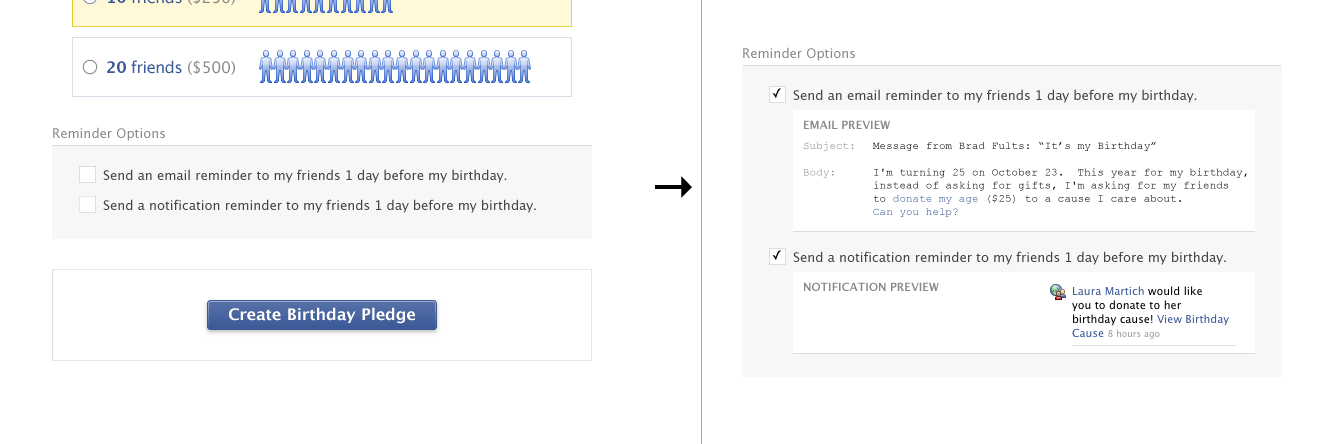 10 friends ($250)
20 friends ($500)
Reminder Options
Send an email reminder to my friends 1 day before my birthday.
Send a notification reminder to my friends 1 day before my birthday.
Create Birthday Pledge
Reminder Options
Send an email reminder to my friends 1 day before my birthday.
EMAIL PREVIEW
Subject: Message from Brad Fults: “It’s my Birthday”
Body: I'm turning 25 on October 23. This year for my birthday,
instead of asking for gifts, I'm asking for my friends
to donate my age ($25) to a cause I care about.
Can you help?
Send a notification reminder to my friends 1 day before my birthday.
NOTIFICATION PREVIEW
Laura Martich would like
you to donate to her
birthday cause! View Birthday
Cause 8 hours ago